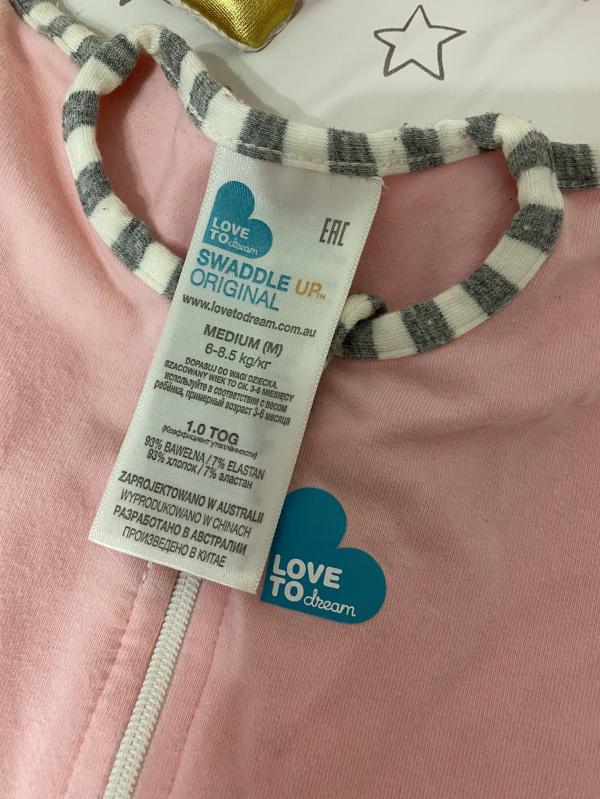 LOVE
TO dream
EAC
SWADDLE UP™
ORIGINAL
www.lovetodream.com.au
MEDIUM (M)
6-8.5 kg/кг
DOPASUJ DO WAGI DZIECKA,
SZACOWANY WIEK TO OK. 3-6 MIESIĘCY
используйте в соответствии с весом
ребёнка, примерный возраст 3-6 месяца
1.0 TOG
(Коэффициент утеплённости)
93% BAWEŁNA / 7% ELASTAN
93% хлопок / 7% эластан
ZAPROJEKTOWANO W AUSTRALII
WYPRODUKOWANO W CHINACH
РАЗРАБОТАНО В АВСТРАЛИИ
ПРОИЗВЕДЕНО В КИТАЕ
LOVE
TO dream